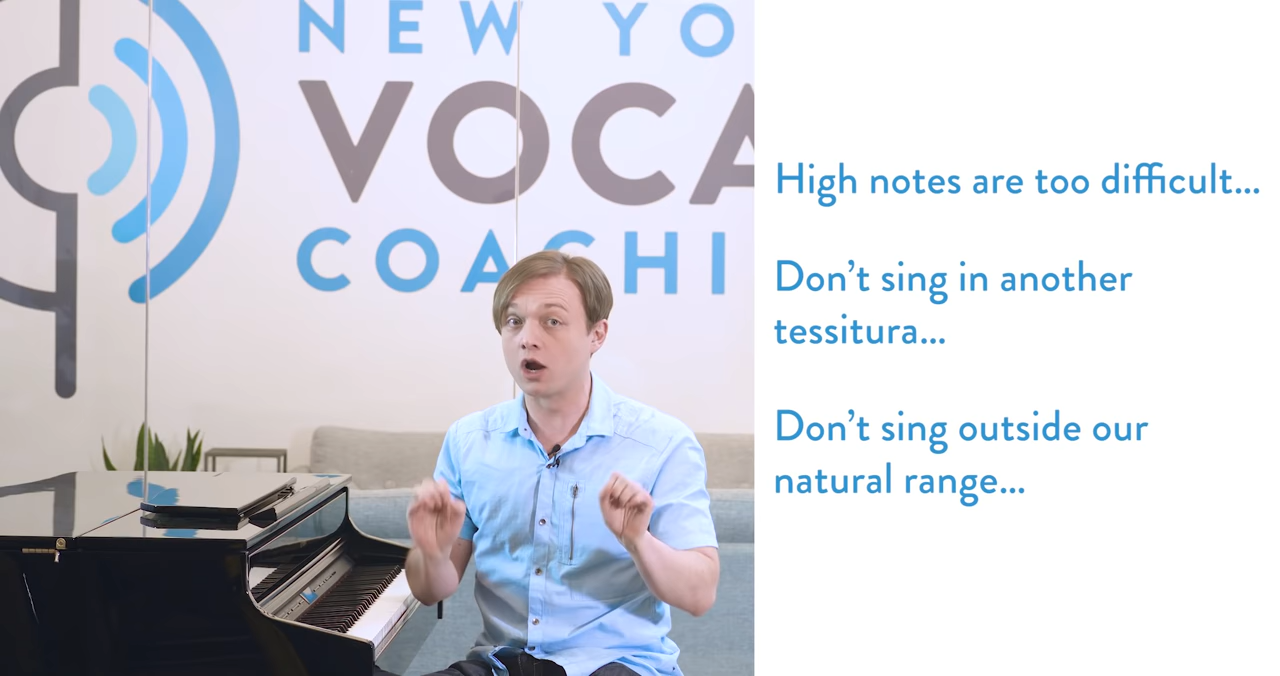 NEW YO
VOCA
COACHI
High notes are too difficult...
Don't sing in another
tessitura...
Don't sing outside our
natural range...